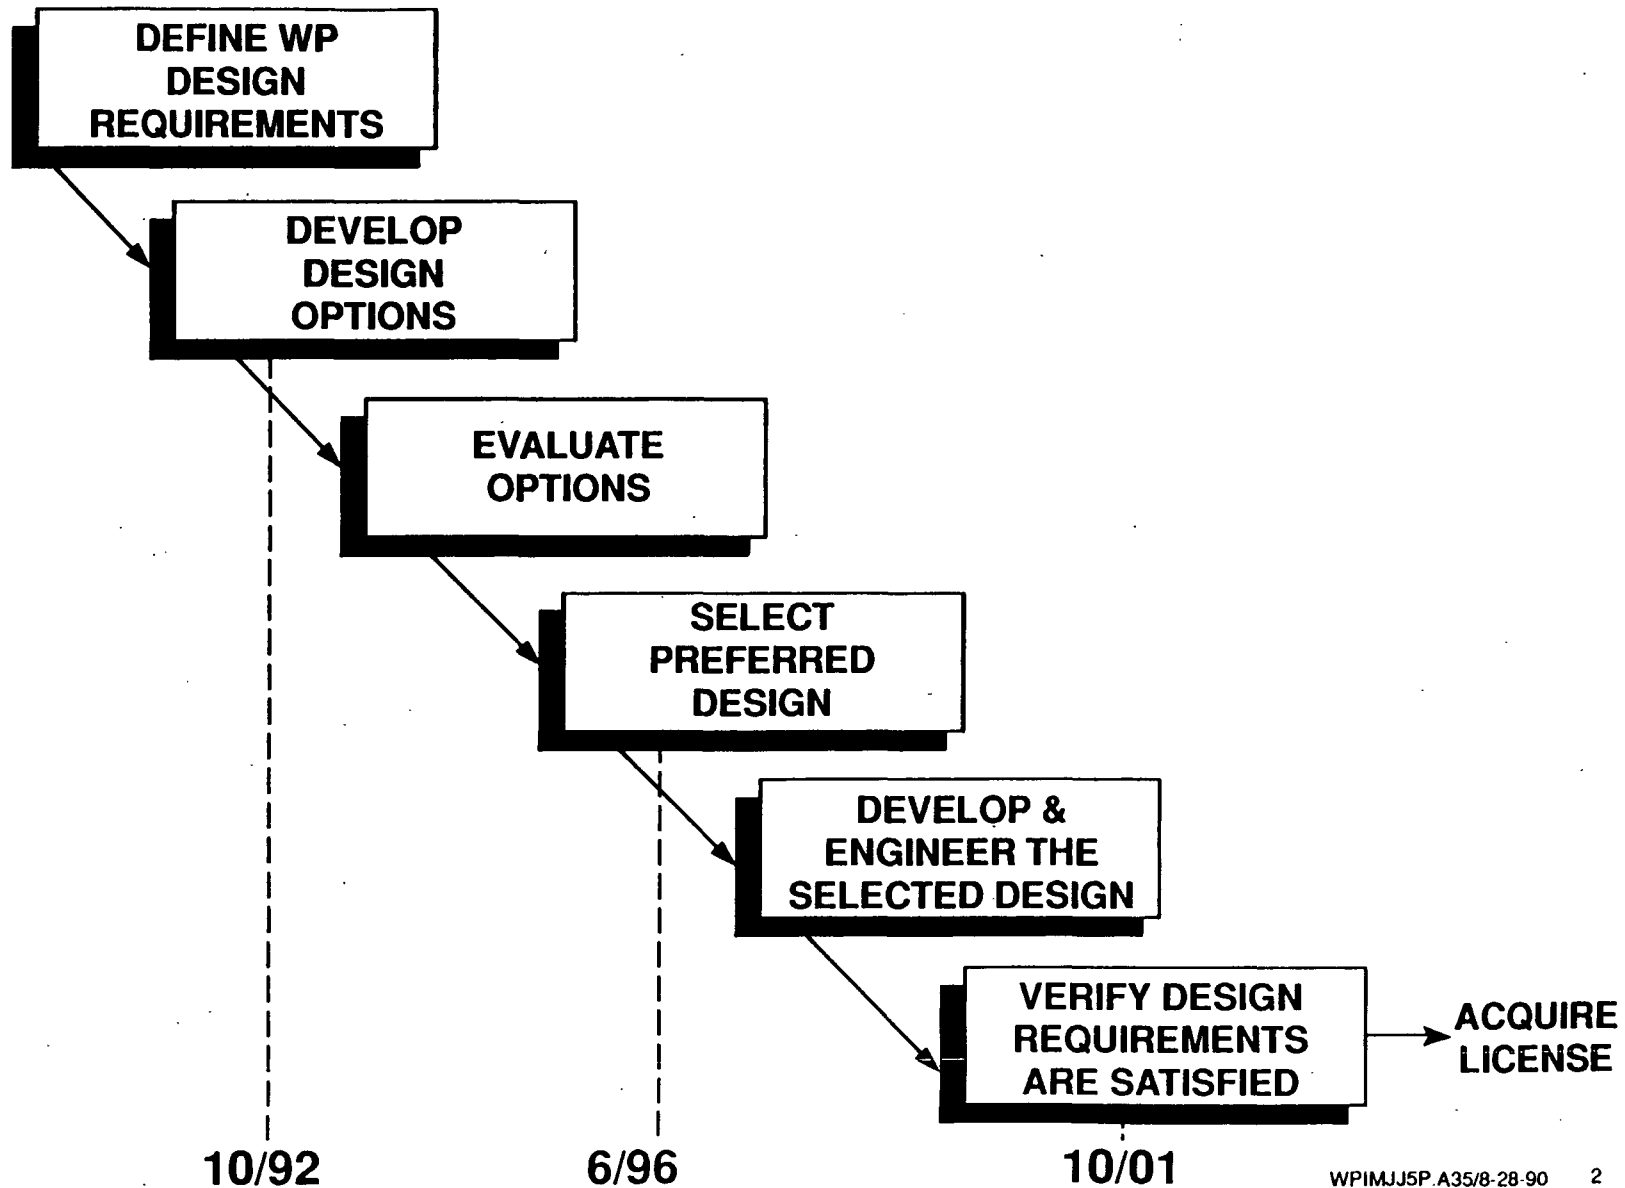 DEFINE WP
DESIGN
REQUIREMENTS
DEVELOP
DESIGN
OPTIONS
EVALUATE
OPTIONS
SELECT
PREFERRED
DESIGN
DEVELOP &
ENGINEER THE
SELECTED DESIGN
VERIFY DESIGN
REQUIREMENTS
ARE SATISFIED
ACQUIRE
LICENSE
10/92
6/96
10/01
WPIMJJ5P.A35/8-28-90 2